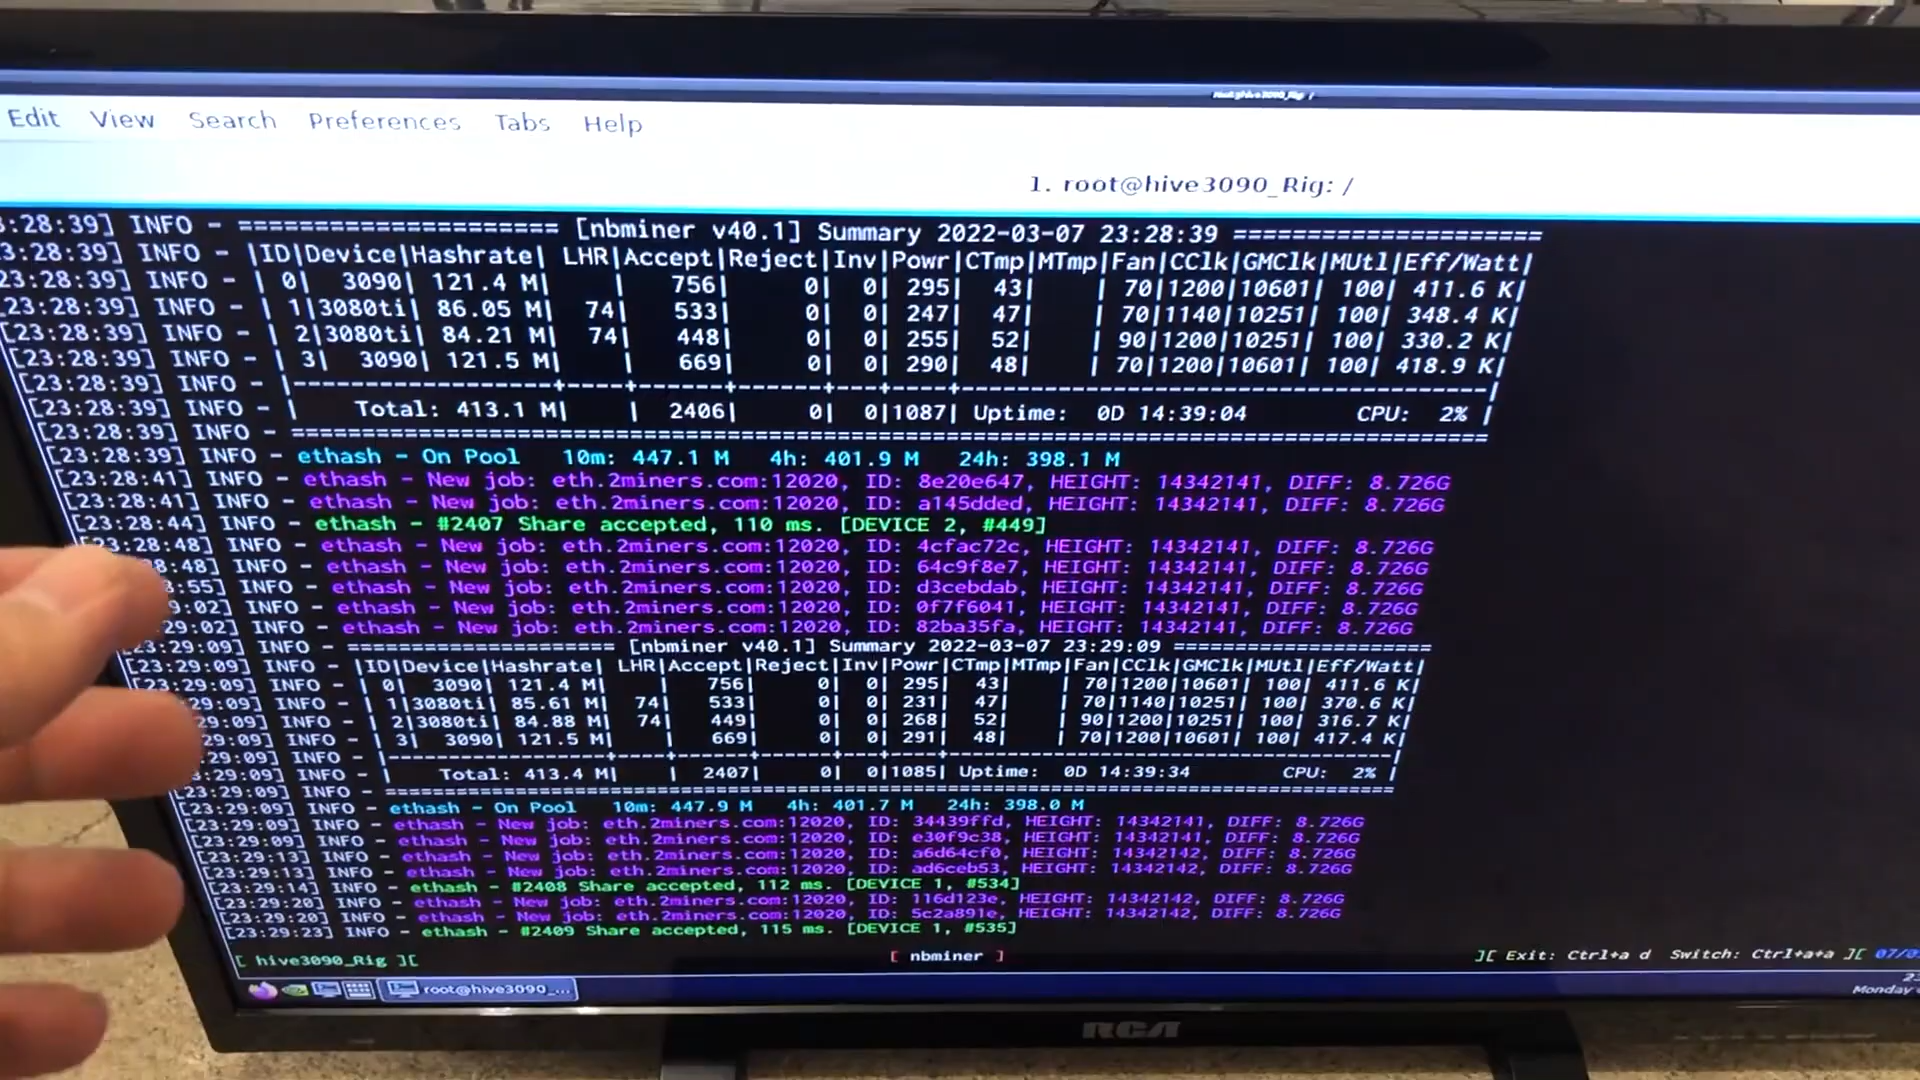 Edit View Search Preferences Tabs Help
1. root@hive3090_Rig: /
3:28:39] INFO - ===================== [nbminer v40.1] Summary 2022-03-07 23:28:39 =====================
3:28:39] INFO - |ID|Device|Hashrate| LHR|Accept|Reject|Inv|Powr|CTmp|MTmp|Fan|CClk|GMClk|MUtl|Eff/Watt|
3:28:39] INFO - | 0| 3090| 121.4 M| | 756| 0| 0| 295| 43| | 70|1200|10601| 100| 411.6 K|
23:28:39] INFO - | 1|3080ti| 86.05 M| 74| 533| 0| 0| 247| 47| | 70|1140|10251| 100| 348.4 K|
23:28:39] INFO - | 2|3080ti| 84.21 M| 74| 448| 0| 0| 255| 52| | 90|1200|10251| 100| 330.2 K|
[23:28:39] INFO - | 3| 3090| 121.5 M| | 669| 0| 0| 290| 48| | 70|1200|10601| 100| 418.9 K|
[23:28:39] INFO - |------------------+----+------+-------+---+----+-----------------------------------|
[23:28:39] INFO - | Total: 413.1 M| | 2406| 0| 0|1087| Uptime: 0D 14:39:04 CPU: 2% |
[23:28:39] INFO - =====================================================================================
[23:28:39] INFO - ethash - On Pool 10m: 447.1 M 4h: 401.9 M 24h: 398.1 M
[23:28:41] INFO - ethash - New job: eth.2miners.com:12020, ID: 8e20e647, HEIGHT: 14342141, DIFF: 8.726G
[23:28:41] INFO - ethash - New job: eth.2miners.com:12020, ID: a145dded, HEIGHT: 14342141, DIFF: 8.726G
[23:28:44] INFO - ethash - #2407 Share accepted, 110 ms. [DEVICE 2, #449]
[23:28:48] INFO - ethash - New job: eth.2miners.com:12020, ID: 4cfac72c, HEIGHT: 14342141, DIFF: 8.726G
8:48] INFO - ethash - New job: eth.2miners.com:12020, ID: 64c9f8e7, HEIGHT: 14342141, DIFF: 8.726G
8:55] INFO - ethash - New job: eth.2miners.com:12020, ID: d3cebdab, HEIGHT: 14342141, DIFF: 8.726G
9:02] INFO - ethash - New job: eth.2miners.com:12020, ID: 0f7f6041, HEIGHT: 14342141, DIFF: 8.726G
29:02] INFO - ethash - New job: eth.2miners.com:12020, ID: 82ba35fa, HEIGHT: 14342141, DIFF: 8.726G
23:29:09] INFO - ===================== [nbminer v40.1] Summary 2022-03-07 23:29:09 =====================
[23:29:09] INFO - |ID|Device|Hashrate| LHR|Accept|Reject|Inv|Powr|CTmp|MTmp|Fan|CClk|GMClk|MUtl|Eff/Watt|
[23:29:09] INFO - | 0| 3090| 121.4 M| | 756| 0| 0| 295| 43| | 70|1200|10601| 100| 411.6 K|
23:29:09] INFO - | 1|3080ti| 85.61 M| 74| 533| 0| 0| 231| 47| | 70|1140|10251| 100| 370.6 K|
:29:09] INFO - | 2|3080ti| 84.88 M| 74| 449| 0| 0| 268| 52| | 90|1200|10251| 100| 316.7 K|
:29:09] INFO - | 3| 3090| 121.5 M| | 669| 0| 0| 291| 48| | 70|1200|10601| 100| 417.4 K|
:29:09] INFO - |------------------+----+------+-------+---+----+-----------------------------------|
23:29:09] INFO - | Total: 413.4 M| | 2407| 0| 0|1085| Uptime: 0D 14:39:34 CPU: 2% |
[23:29:09] INFO - =====================================================================================
[23:29:09] INFO - ethash - On Pool 10m: 447.9 M 4h: 401.7 M 24h: 398.0 M
[23:29:09] INFO - ethash - New job: eth.2miners.com:12020, ID: 34439ffd, HEIGHT: 14342141, DIFF: 8.726G
[23:29:09] INFO - ethash - New job: eth.2miners.com:12020, ID: e30f9c38, HEIGHT: 14342141, DIFF: 8.726G
[23:29:13] INFO - ethash - New job: eth.2miners.com:12020, ID: a6d64cf0, HEIGHT: 14342142, DIFF: 8.726G
[23:29:13] INFO - ethash - New job: eth.2miners.com:12020, ID: ad6ceb53, HEIGHT: 14342142, DIFF: 8.726G
[23:29:14] INFO - ethash - #2408 Share accepted, 112 ms. [DEVICE 1, #534]
[23:29:20] INFO - ethash - New job: eth.2miners.com:12020, ID: 116d123e, HEIGHT: 14342142, DIFF: 8.726G
[23:29:20] INFO - ethash - New job: eth.2miners.com:12020, ID: 5c2a891e, HEIGHT: 14342142, DIFF: 8.726G
[23:29:23] INFO - ethash - #2409 Share accepted, 115 ms. [DEVICE 1, #535]
[ hive3090_Rig ][ [ nbminer ] ][ Exit: Ctrl+a d Switch: Ctrl+a+a ][ 07/0
root@hive3090_...
Monday
RCA